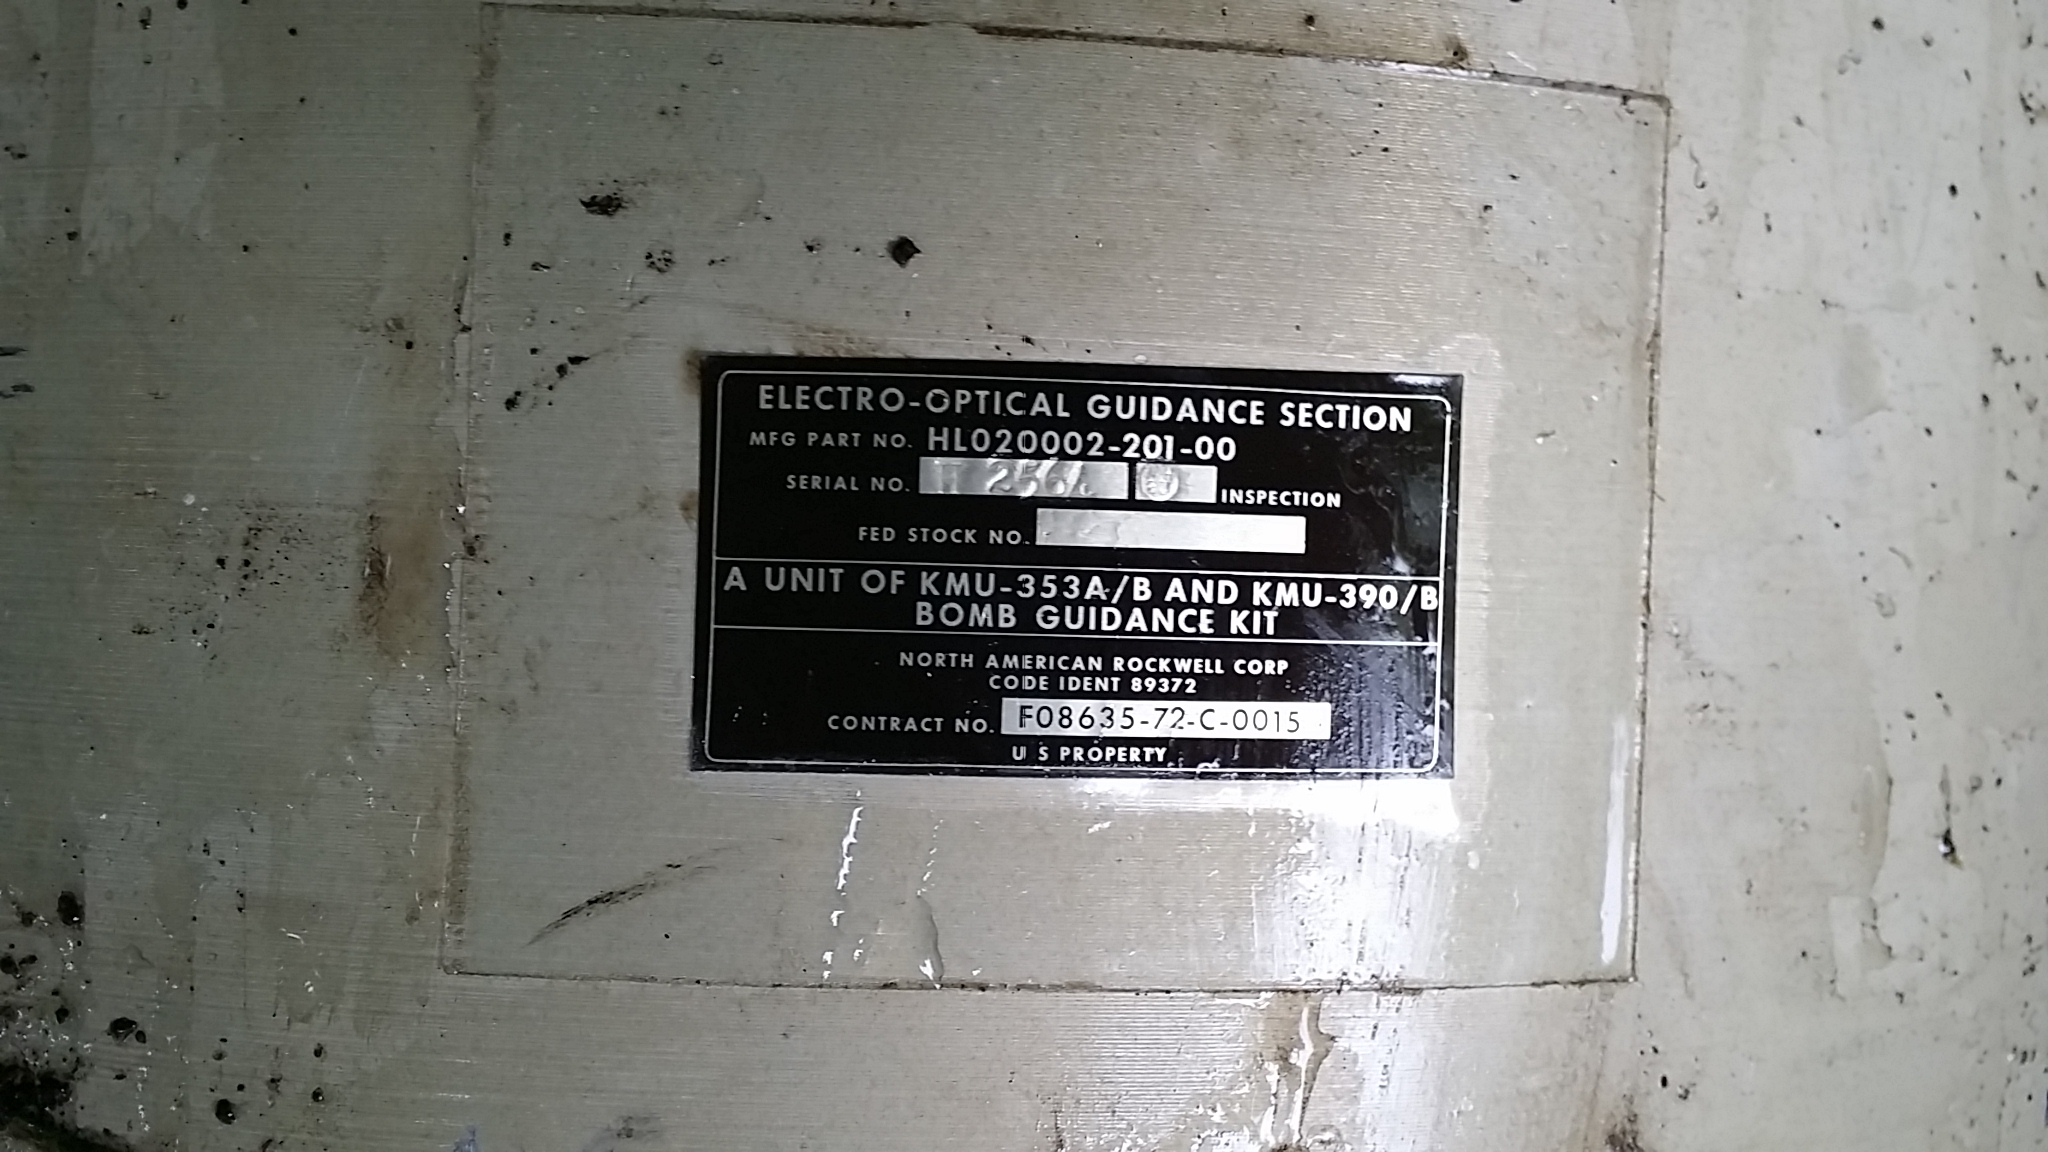 ELECTRO-OPTICAL GUIDANCE SECTION
MFG PART NO. HL020002-201-00
SERIAL NO. INSPECTION
FED STOCK NO.
A UNIT OF KMU-353A/B AND KMU-390/B
BOMB GUIDANCE KIT
NORTH AMERICAN ROCKWELL CORP
CODE IDENT 89372
CONTRACT NO. F08635-72-C-0015
U S PROPERTY